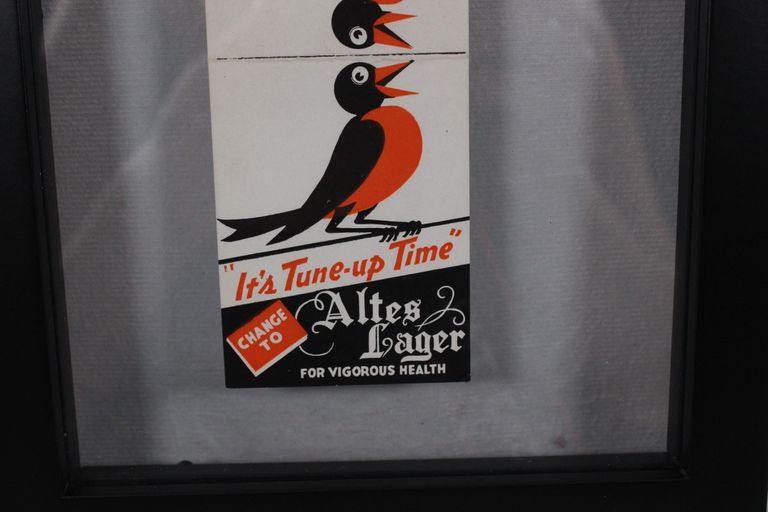 "It's Tune-up Time"
CHANGE
TO
Altes
Lager
FOR VIGOROUS HEALTH